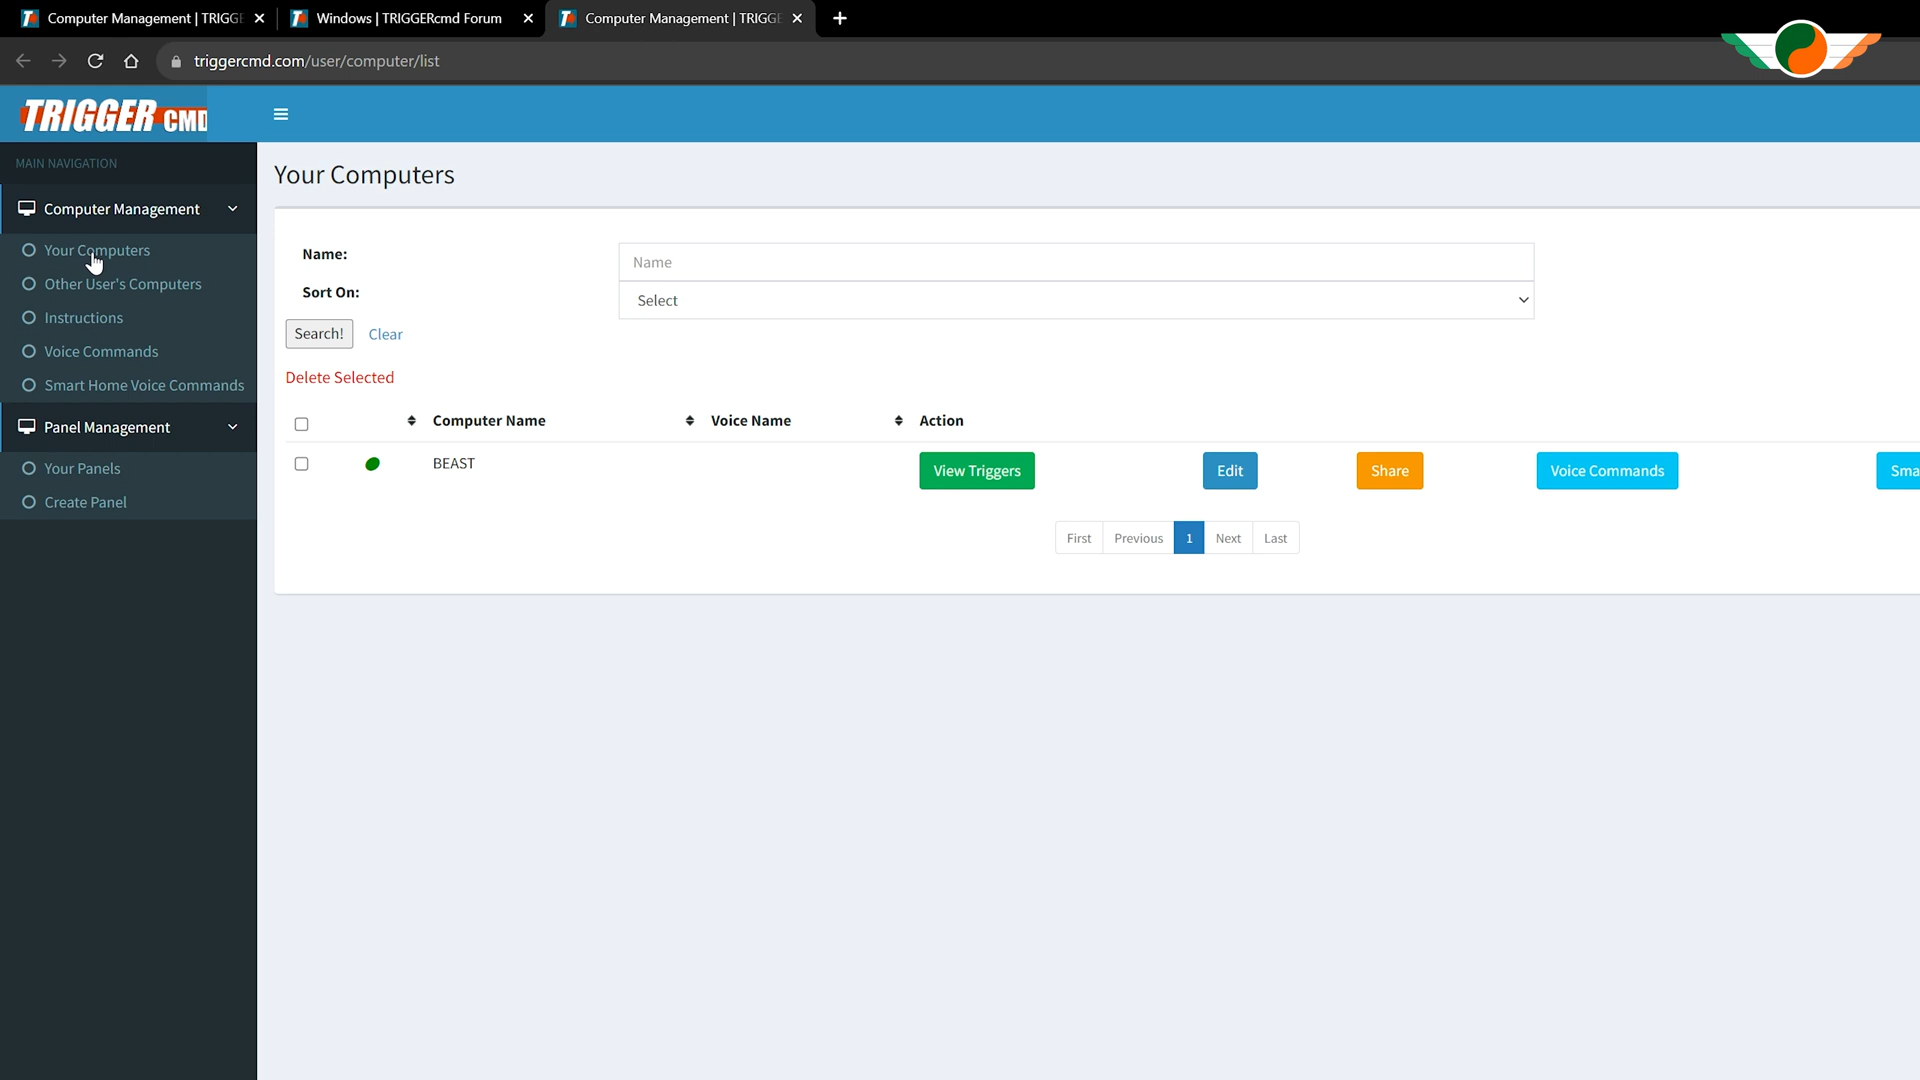 Computer Management | TRIGGE
Windows | TRIGGERcmd Forum
Computer Management | TRIGGE
triggercmd.com/user/computer/list
TRIGGER CMD
MAIN NAVIGATION
Computer Management
Your Computers
Other User's Computers
Instructions
Voice Commands
Smart Home Voice Commands
Panel Management
Your Panels
Create Panel
Your Computers
Name:
Name
Sort On:
Select
Search! Clear
Delete Selected
Computer Name Voice Name Action
BEAST View Triggers Edit Share Voice Commands Sma
First Previous 1 Next Last